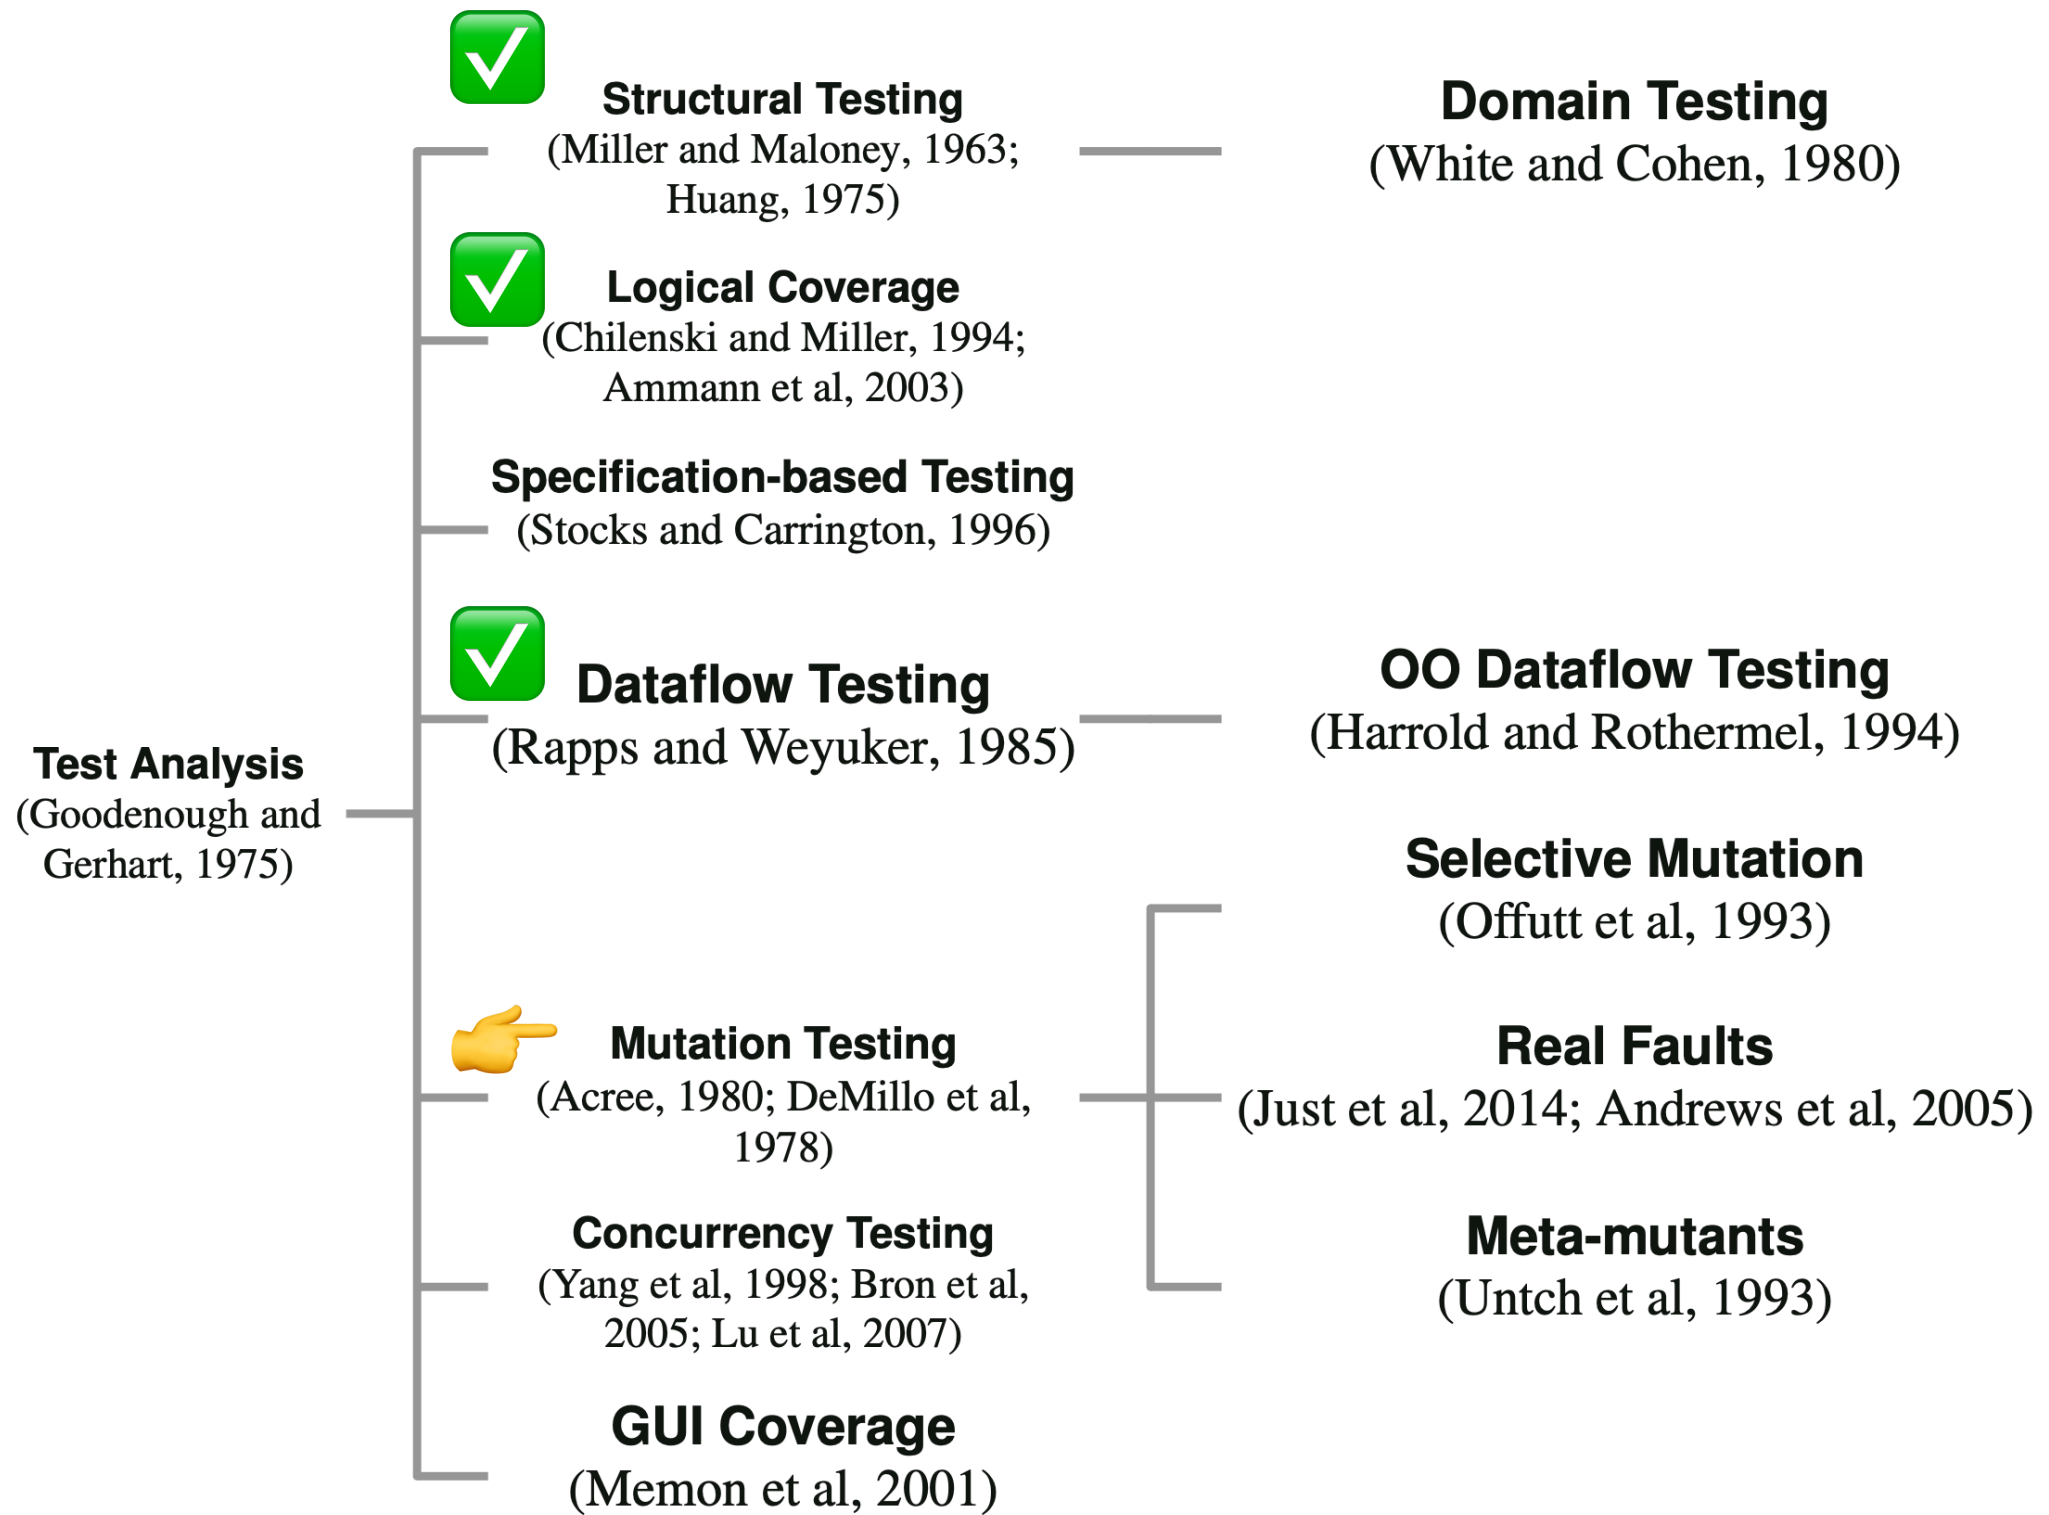 Structural Testing
(Miller and Maloney, 1963;
Huang, 1975)
Domain Testing
(White and Cohen, 1980)
Logical Coverage
(Chilenski and Miller, 1994;
Ammann et al, 2003)
Specification-based Testing
(Stocks and Carrington, 1996)
Dataflow Testing
(Rapps and Weyuker, 1985)
OO Dataflow Testing
(Harrold and Rothermel, 1994)
Test Analysis
(Goodenough and
Gerhart, 1975)
Selective Mutation
(Offutt et al, 1993)
Mutation Testing
(Acree, 1980; DeMillo et al,
1978)
Real Faults
(Just et al, 2014; Andrews et al, 2005)
Concurrency Testing
(Yang et al, 1998; Bron et al,
2005; Lu et al, 2007)
Meta-mutants
(Untch et al, 1993)
GUI Coverage
(Memon et al, 2001)